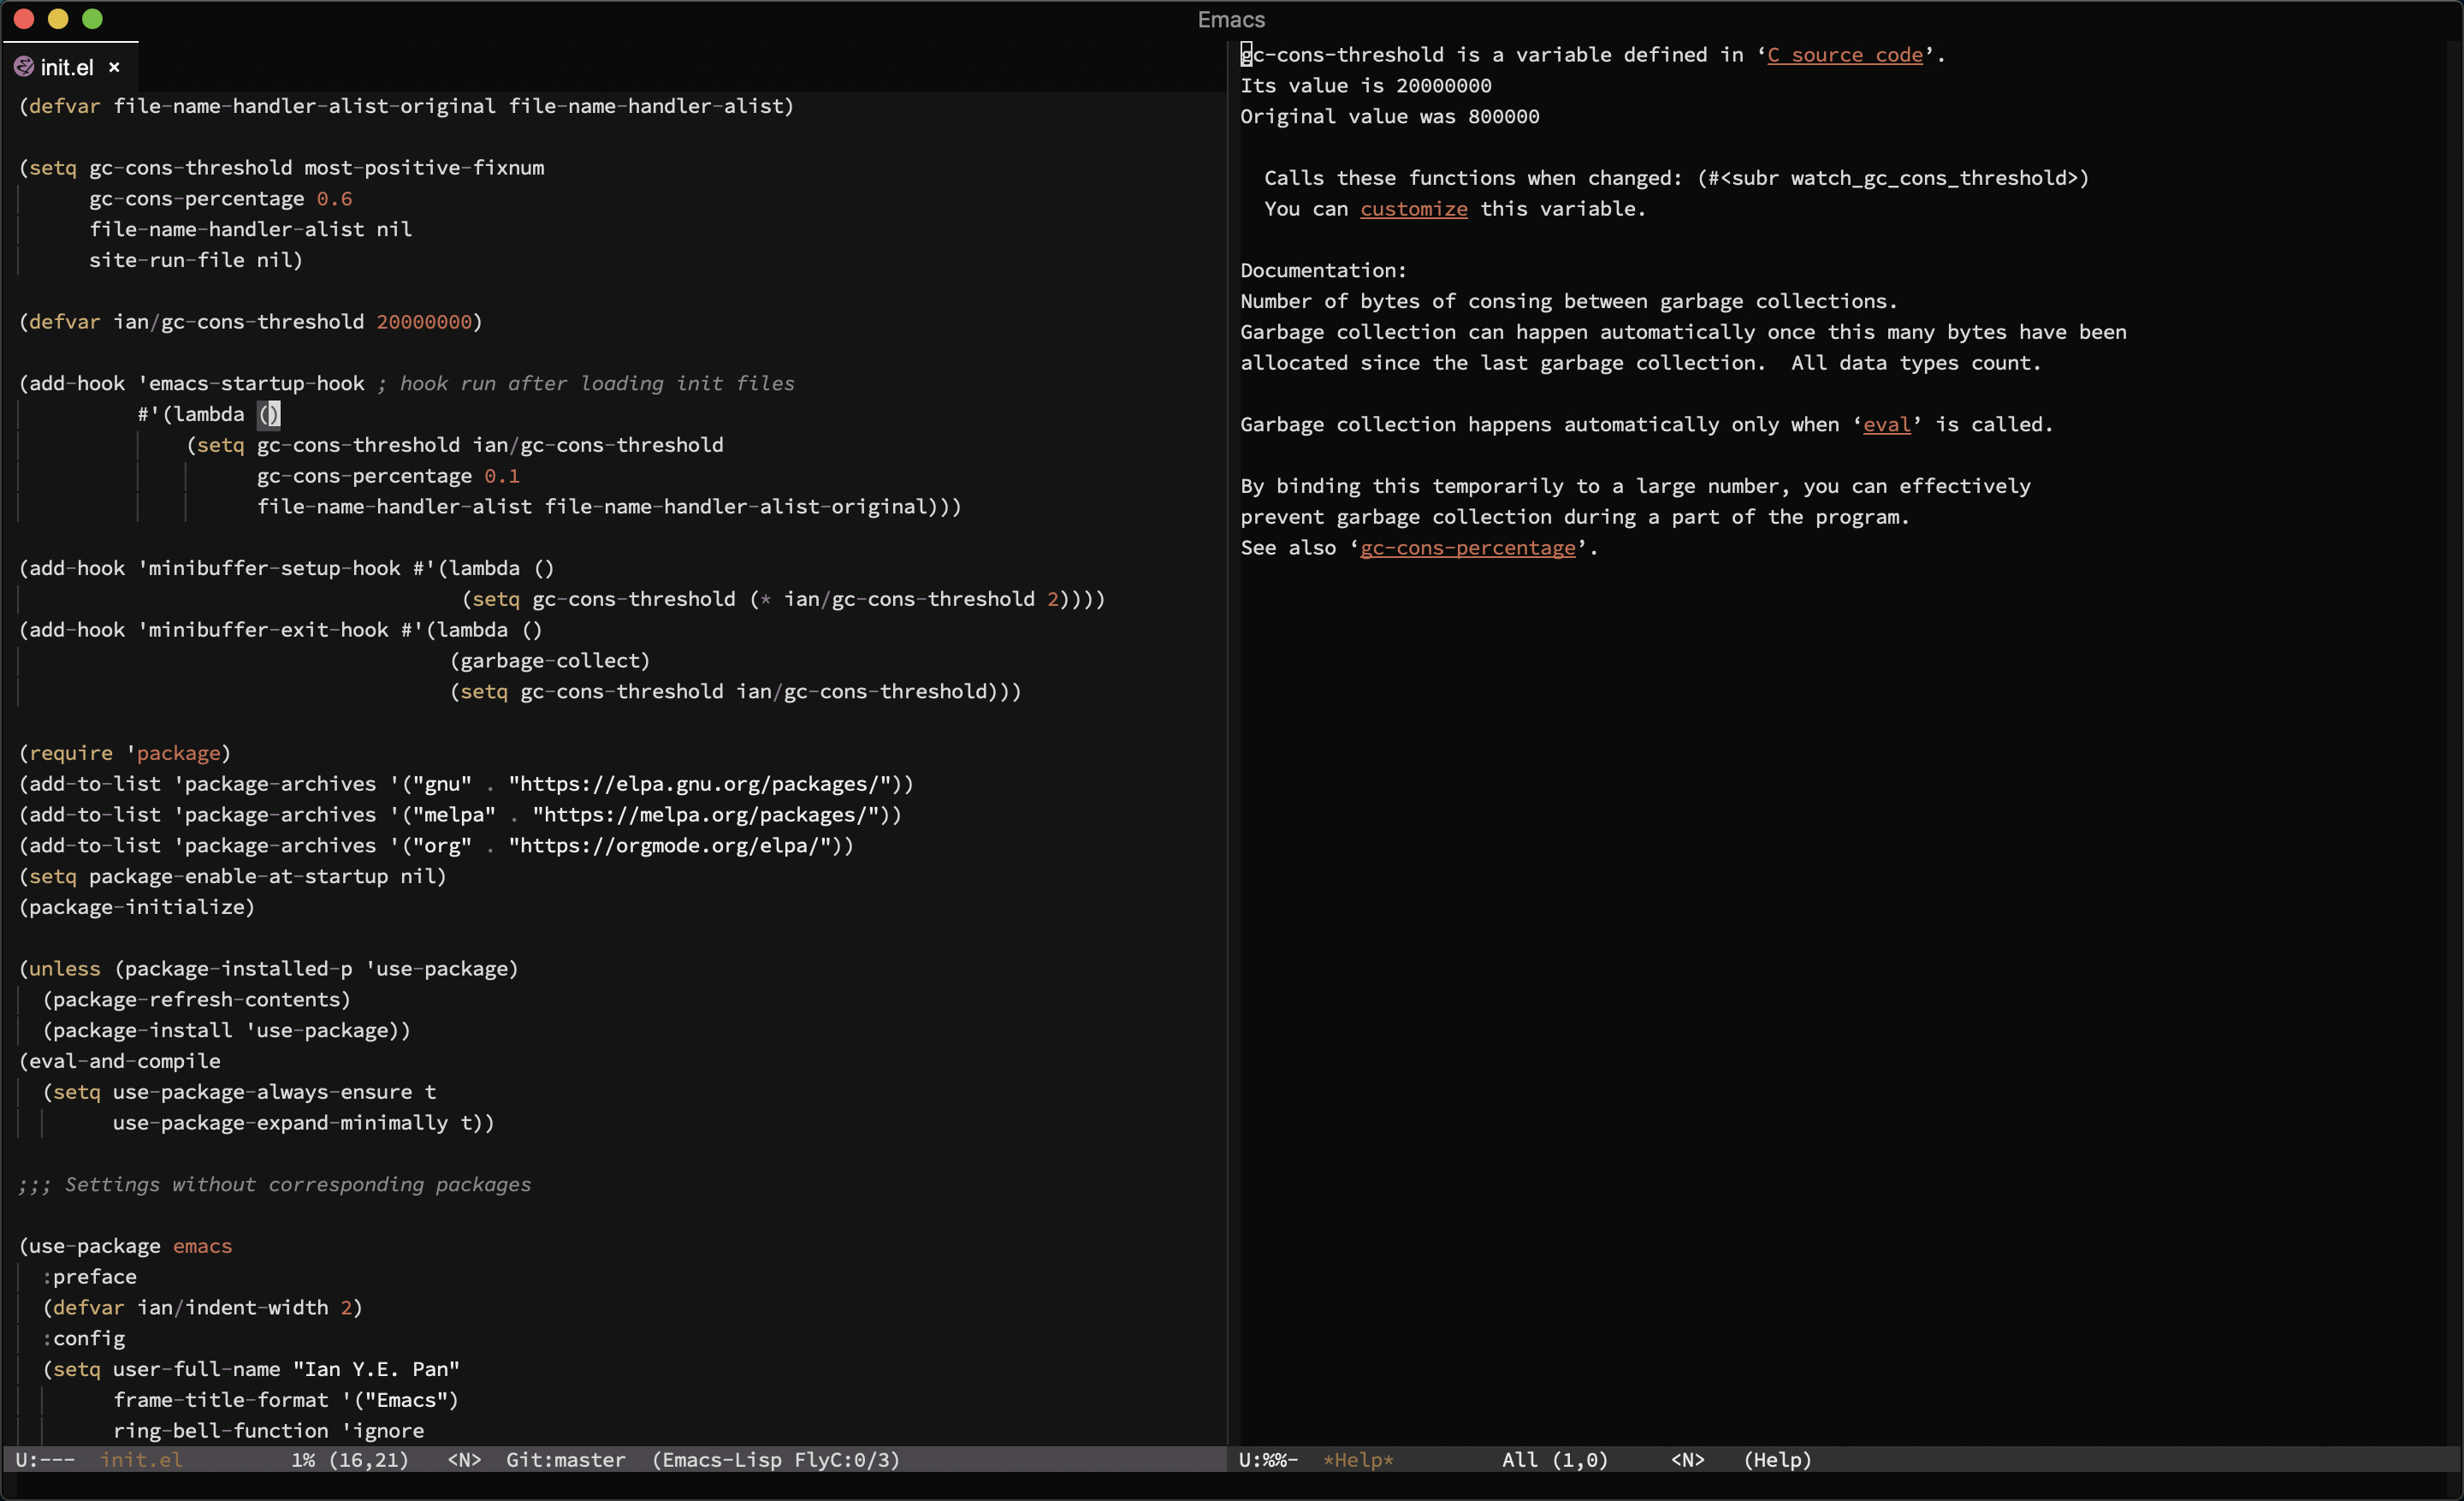 Emacs
init.el ×
(defvar file-name-handler-alist-original file-name-handler-alist)
(setq gc-cons-threshold most-positive-fixnum
gc-cons-percentage 0.6
file-name-handler-alist nil
site-run-file nil)
(defvar ian/gc-cons-threshold 20000000)
(add-hook 'emacs-startup-hook ; hook run after loading init files
#'(lambda ()
(setq gc-cons-threshold ian/gc-cons-threshold
gc-cons-percentage 0.1
file-name-handler-alist file-name-handler-alist-original)))
(add-hook 'minibuffer-setup-hook #'(lambda ()
(setq gc-cons-threshold (* ian/gc-cons-threshold 2))))
(add-hook 'minibuffer-exit-hook #'(lambda ()
(garbage-collect)
(setq gc-cons-threshold ian/gc-cons-threshold)))
(require 'package)
(add-to-list 'package-archives '("gnu" . "https://elpa.gnu.org/packages/"))
(add-to-list 'package-archives '("melpa" . "https://melpa.org/packages/"))
(add-to-list 'package-archives '("org" . "https://orgmode.org/elpa/"))
(setq package-enable-at-startup nil)
(package-initialize)
(unless (package-installed-p 'use-package)
(package-refresh-contents)
(package-install 'use-package))
(eval-and-compile
(setq use-package-always-ensure t
use-package-expand-minimally t))
;;; Settings without corresponding packages
(use-package emacs
:preface
(defvar ian/indent-width 2)
:config
(setq user-full-name "Ian Y.E. Pan"
frame-title-format '("Emacs")
ring-bell-function 'ignore
U:--- init.el 1% (16,21) <N> Git:master (Emacs-Lisp FlyC:0/3)
gc-cons-threshold is a variable defined in ‘C source code’.
Its value is 20000000
Original value was 800000
Calls these functions when changed: (#<subr watch_gc_cons_threshold>)
You can customize this variable.
Documentation:
Number of bytes of consing between garbage collections.
Garbage collection can happen automatically once this many bytes have been
allocated since the last garbage collection.  All data types count.
Garbage collection happens automatically only when ‘eval’ is called.
By binding this temporarily to a large number, you can effectively
prevent garbage collection during a part of the program.
See also ‘gc-cons-percentage’.
U:%%- *Help* All (1,0) <N> (Help)